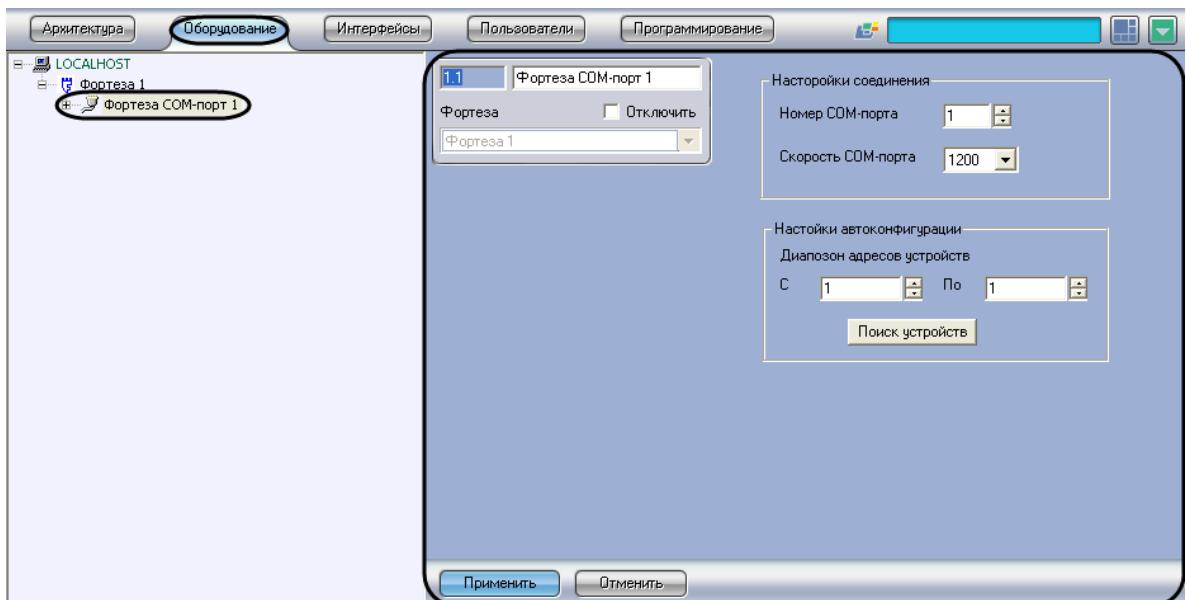 Архитектура Оборудование Интерфейсы Пользователи Программирование
LOCALHOST
Фортеза 1
Фортеза COM-порт 1
1.1 Фортеза COM-порт 1
Фортеза Отключить
Фортеза 1
Насторойки соединения
Номер COM-порта 1
Скорость COM-порта 1200
Настойки автоконфигурации
Диапозон адресов устройств
С 1 По 1
Поиск устройств
Применить Отменить